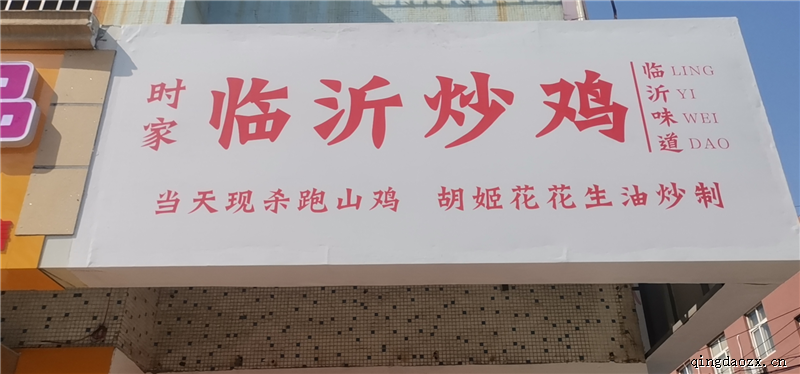 时家
临沂炒鸡
临沂味道
LING
YI
WEI
DAO
当天现杀跑山鸡 胡姬花花生油炒制
品
qingdaozx.cn